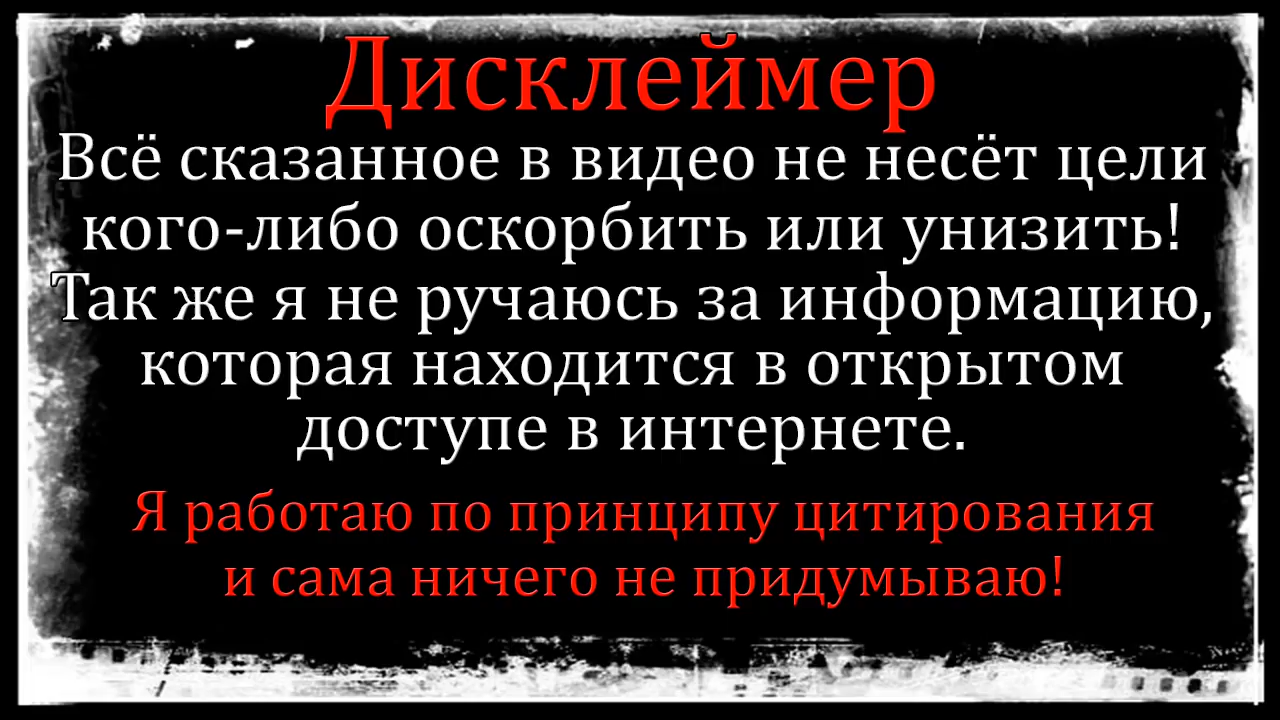 Дисклеймер
Всё сказанное в видео не несёт цели
кого-либо оскорбить или унизить!
Так же я не ручаюсь за информацию,
которая находится в открытом
доступе в интернете.
Я работаю по принципу цитирования
и сама ничего не придумываю!